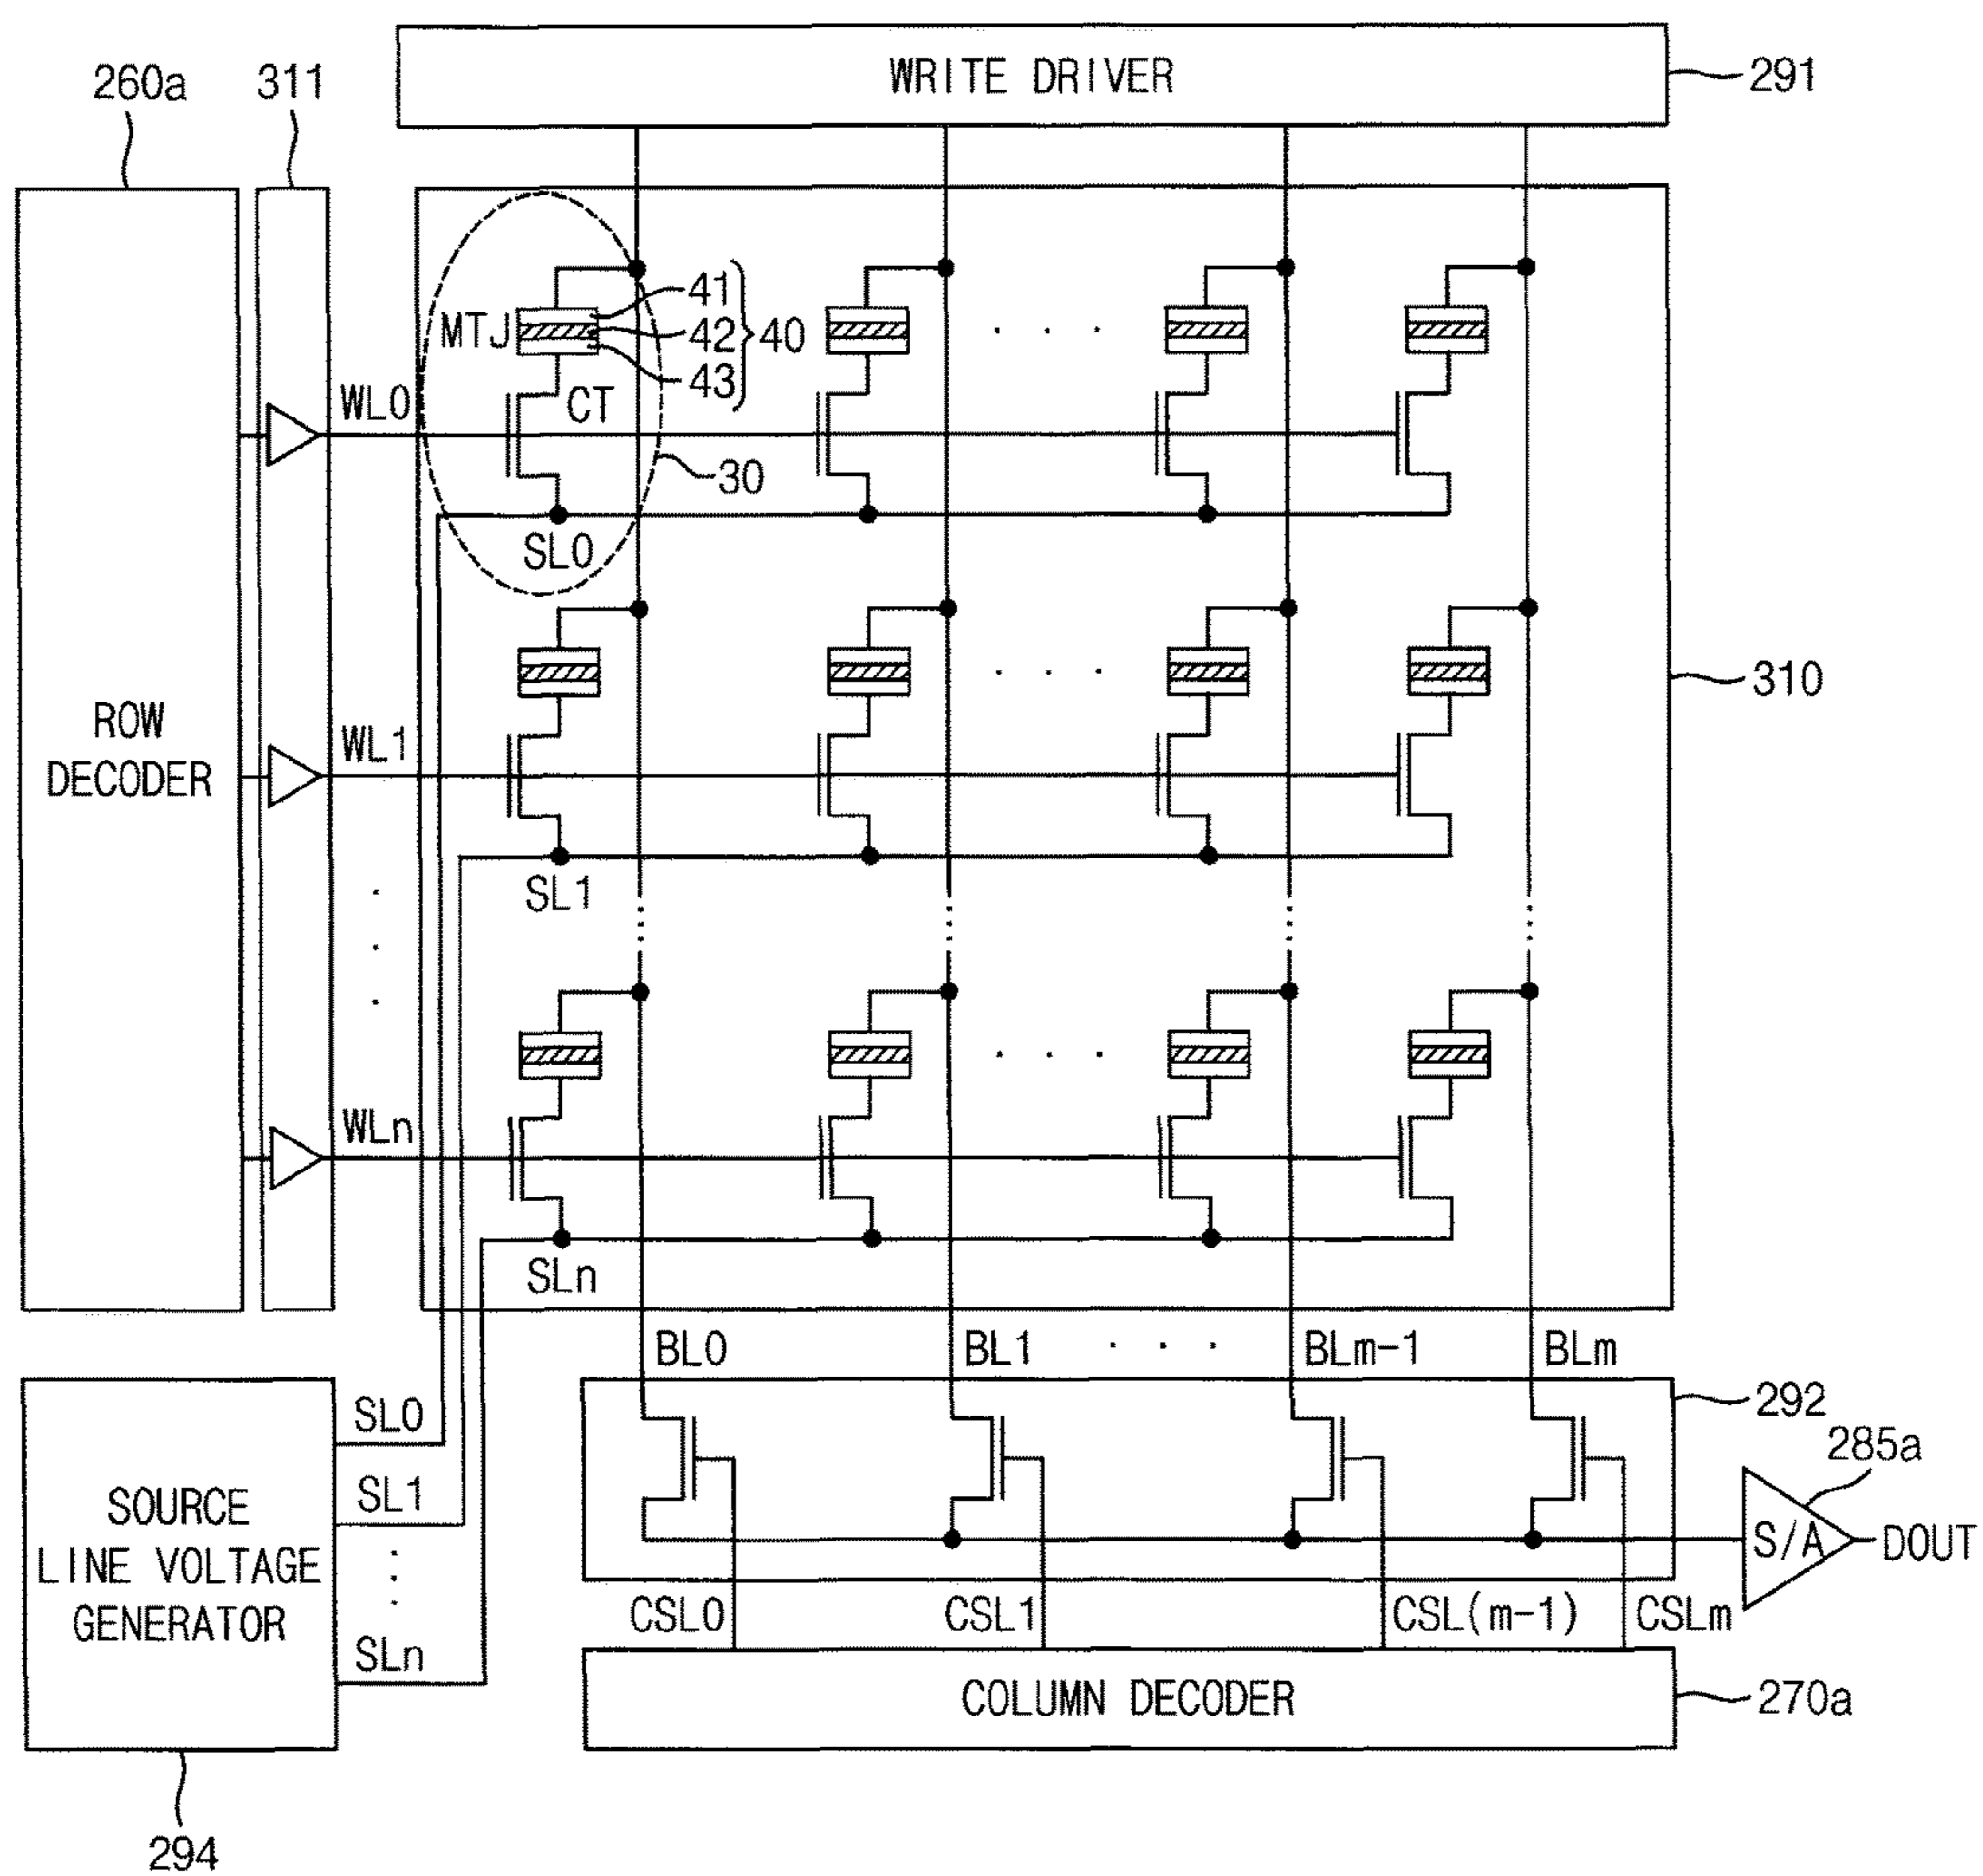 WRITE DRIVER
291
260a
311
MTJ
41
42
43
40
CT
WL0
30
SL0
310
ROW
DECODER
WL1
SL1
WLn
SLn
BL0
BL1
BLm-1
BLm
292
285a
S/A
DOUT
SL0
SL1
SLn
SOURCE
LINE VOLTAGE
GENERATOR
CSL0
CSL1
CSL(m-1)
CSLm
COLUMN DECODER
270a
294